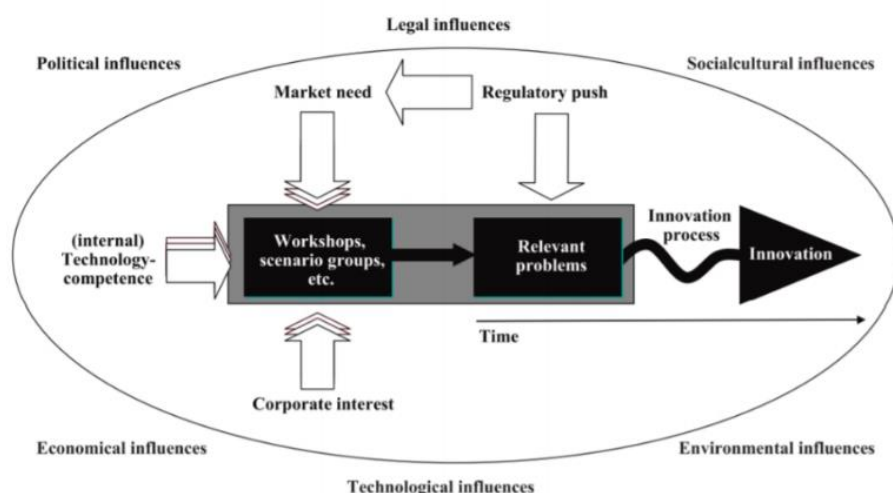 Legal influences
Political influences
Socialcultural influences
Market need
Regulatory push
(internal)
Technology-
competence
Workshops,
scenario groups,
etc.
Relevant
problems
Innovation
process
Innovation
Time
Corporate interest
Economical influences
Environmental influences
Technological influences